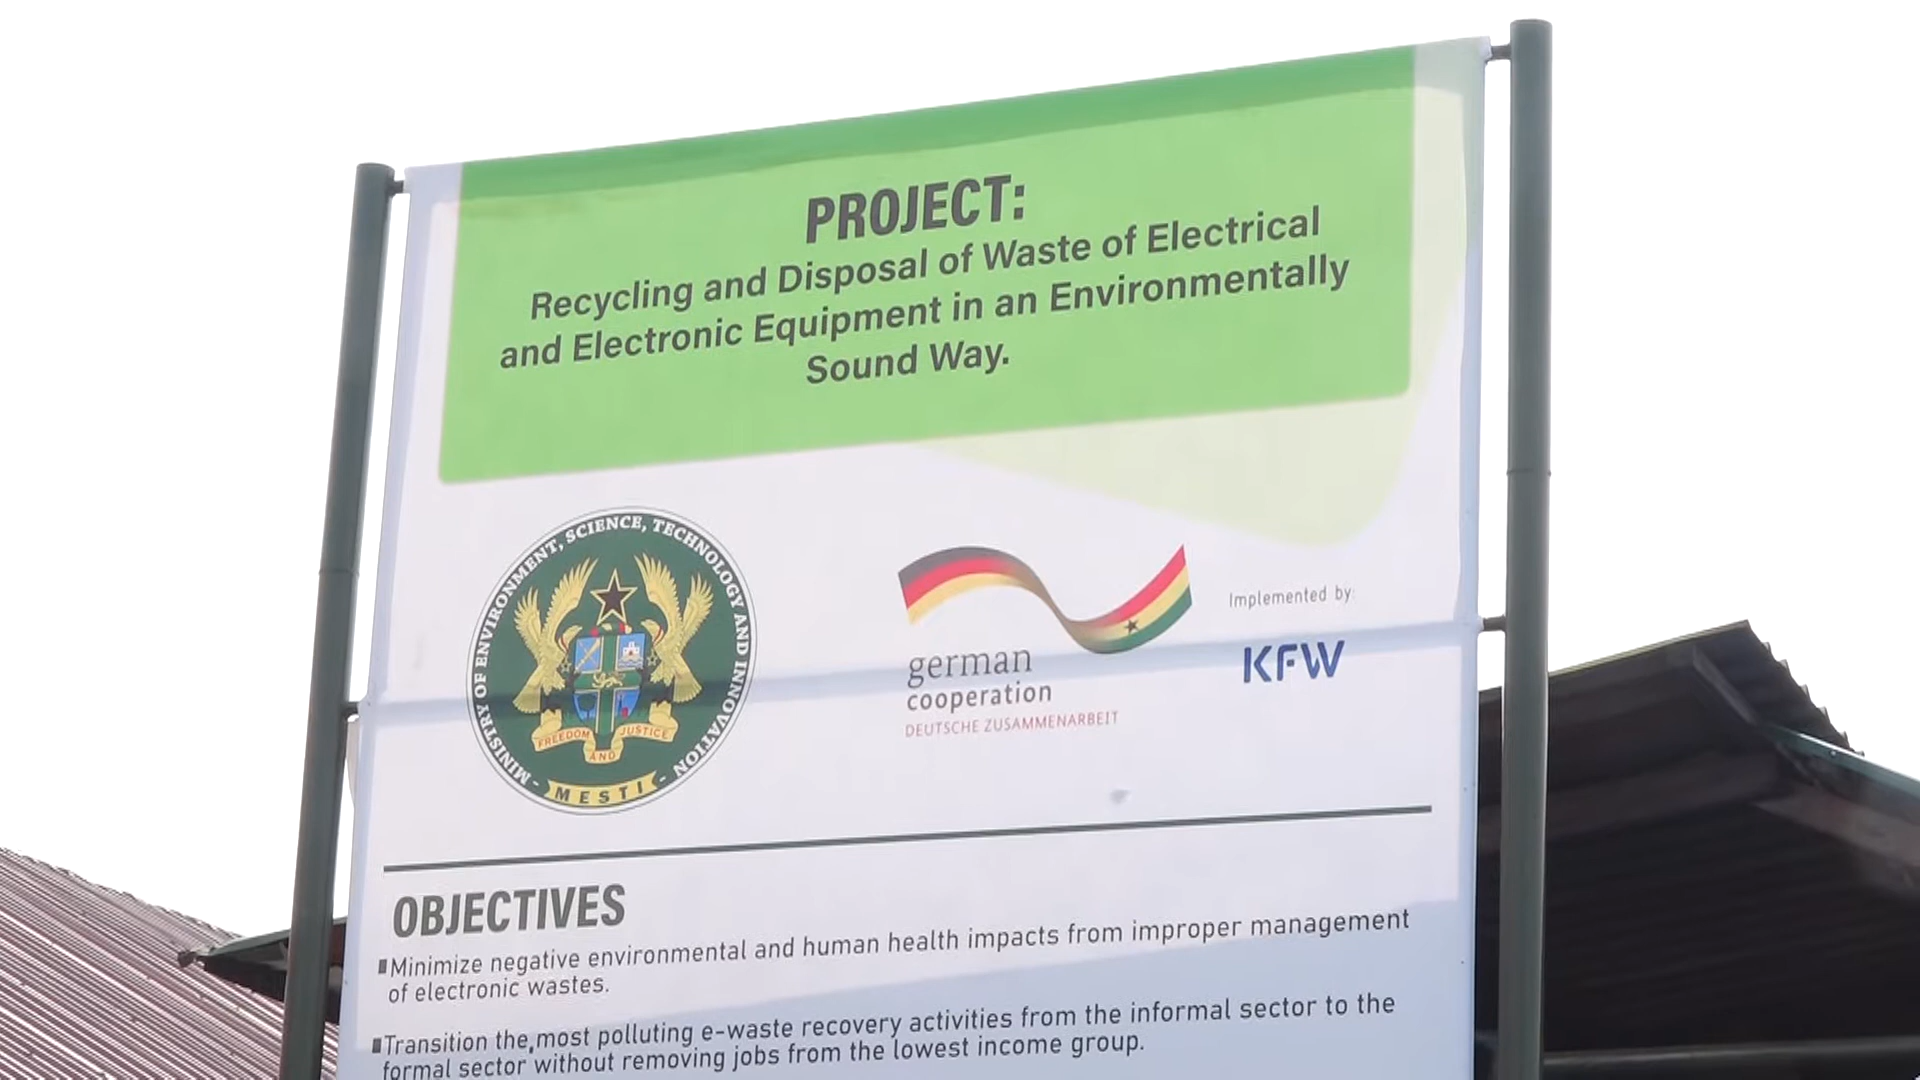 PROJECT:
Recycling and Disposal of Waste of Electrical
and Electronic Equipment in an Environmentally
Sound Way.
MINISTRY OF ENVIRONMENT, SCIENCE, TECHNOLOGY AND INNOVATION
FREEDOM AND JUSTICE
- MESTI -
german
cooperation
DEUTSCHE ZUSAMMENARBEIT
Implemented by:
KFW
OBJECTIVES
▪Minimize negative environmental and human health impacts from improper management
of electronic wastes.
▪Transition the most polluting e-waste recovery activities from the informal sector to the
formal sector without removing jobs from the lowest income group.